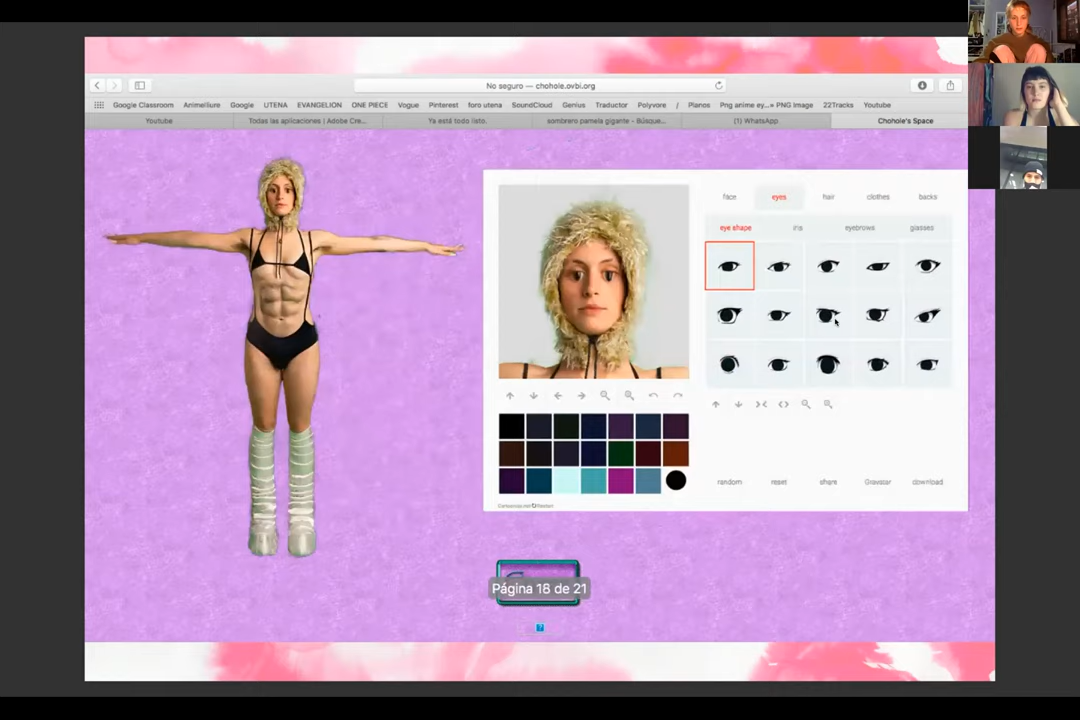 No seguro — chohole.ovbi.org
Google Classroom Animeillure Google UTENA EVANGELION ONE PIECE Vogue Pinterest foro utena SoundCloud Genius Traductor Polyvore / Planos Png anime ey...» PNG Image 22Tracks Youtube
Youtube Todas las aplicaciones | Adobe Cre... Ya está todo listo. sombrero pamela gigante - Búsque... (1) WhatsApp Chohole's Space
face eyes hair clothes backs
eye shape iris eyebrows glasses
random reset share Gravatar download
Página 18 de 21
?